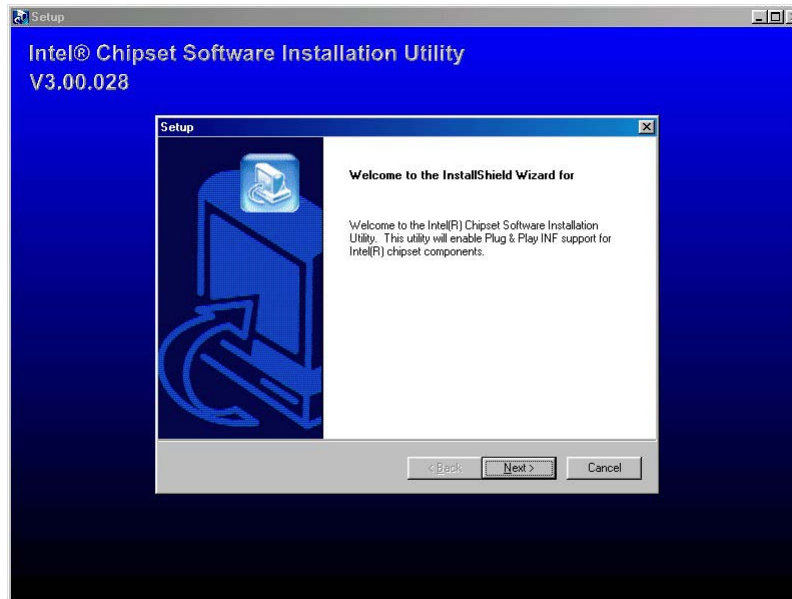 Setup
Intel® Chipset Software Installation Utility
V3.00.028
Setup
Welcome to the InstallShield Wizard for
Welcome to the Intel(R) Chipset Software Installation
Utility. This utility will enable Plug & Play INF support for
Intel(R) chipset components.
< Back
Next >
Cancel